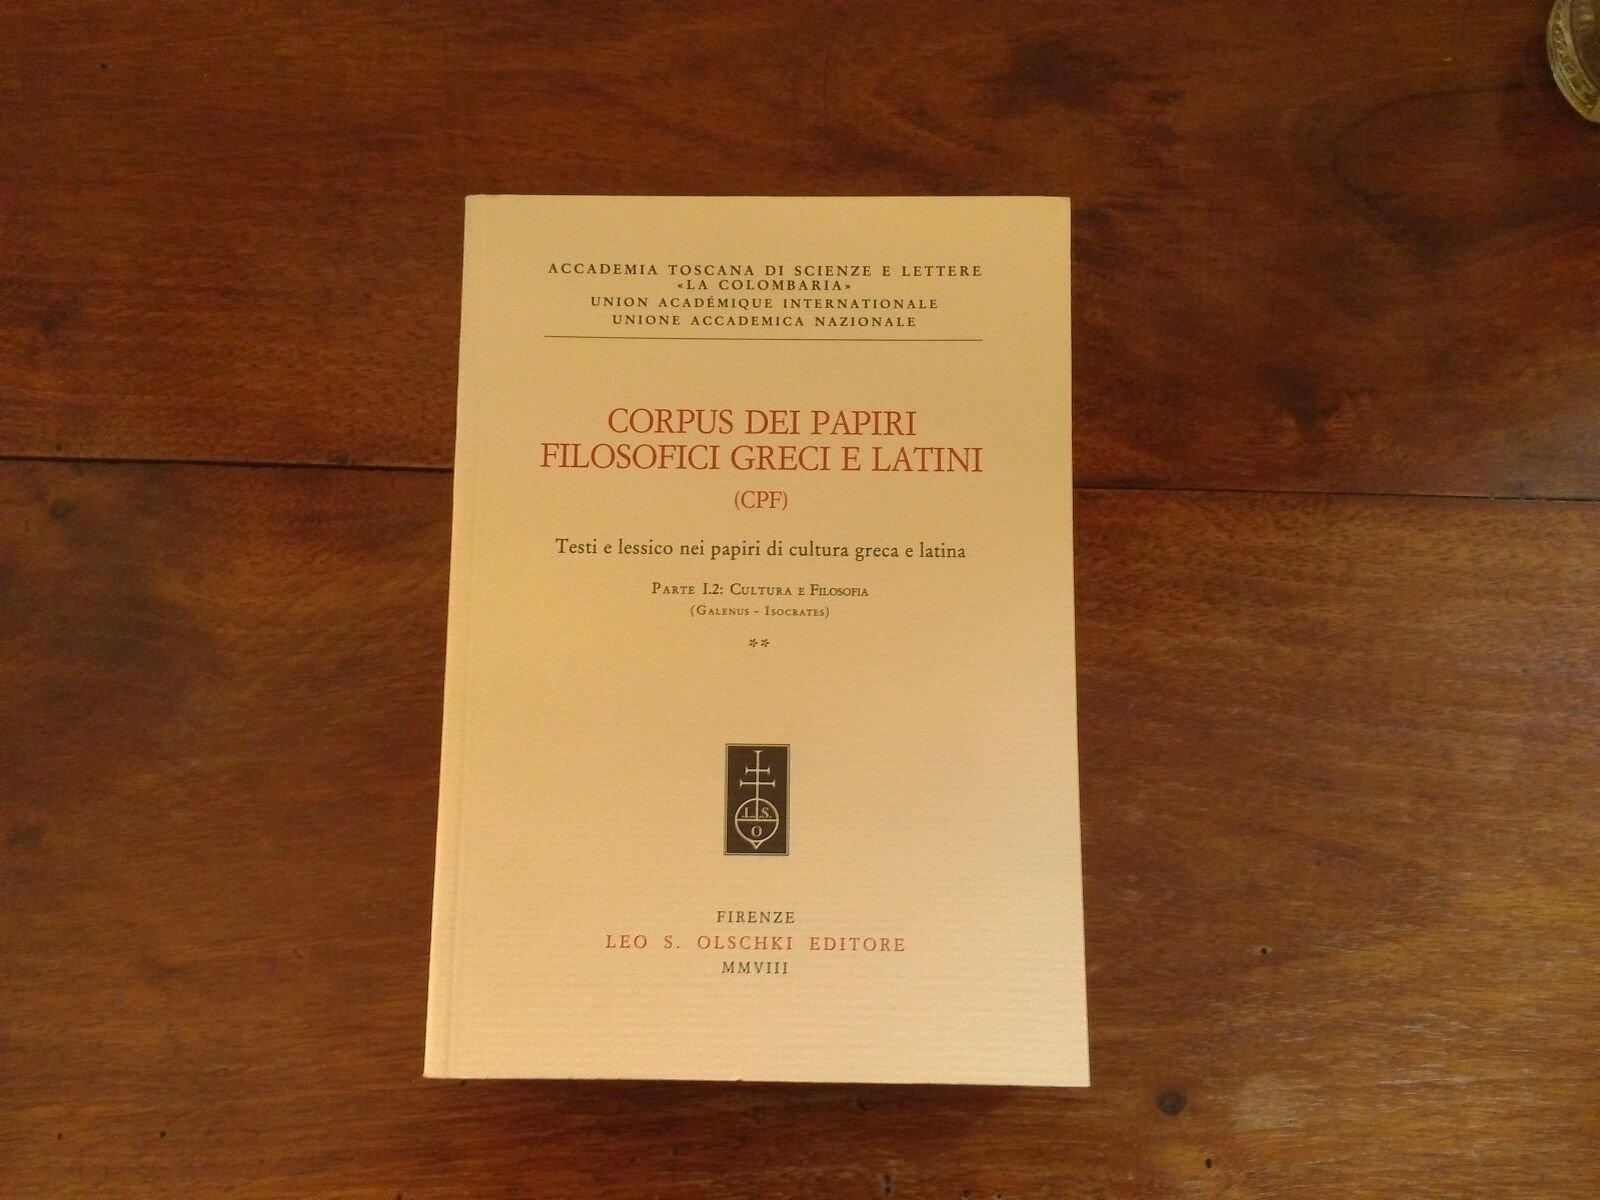 ACCADEMIA TOSCANA DI SCIENZE E LETTERE
«LA COLOMBARIA»
UNION ACADÉMIQUE INTERNATIONALE
UNIONE ACCADEMICA NAZIONALE
CORPUS DEI PAPIRI
FILOSOFICI GRECI E LATINI
(CPF)
Testi e lessico nei papiri di cultura greca e latina
PARTE I.2: CULTURA E FILOSOFIA
(GALENUS - ISOCRATES)
**
.L.S.
O
FIRENZE
LEO S. OLSCHKI EDITORE
MMVIII